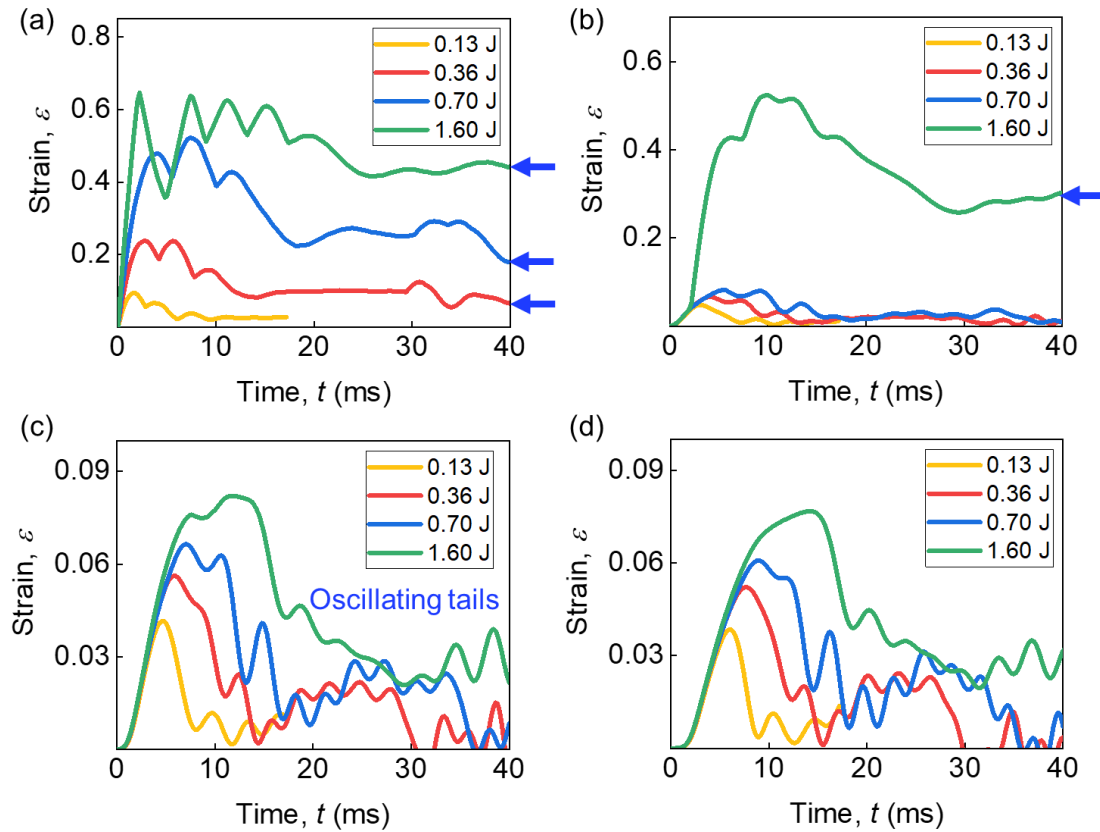 (a)
0.8
0.6
0.4
0.2
Strain, ε
0.13 J
0.36 J
0.70 J
1.60 J
0 10 20 30 40
Time, t (ms)
(b)
0.6
0.4
0.2
Strain, ε
0.13 J
0.36 J
0.70 J
1.60 J
0 10 20 30 40
Time, t (ms)
(c)
0.09
0.06
0.03
Strain, ε
0.13 J
0.36 J
0.70 J
1.60 J
Oscillating tails
0 10 20 30 40
Time, t (ms)
(d)
0.09
0.06
0.03
Strain, ε
0.13 J
0.36 J
0.70 J
1.60 J
0 10 20 30 40
Time, t (ms)